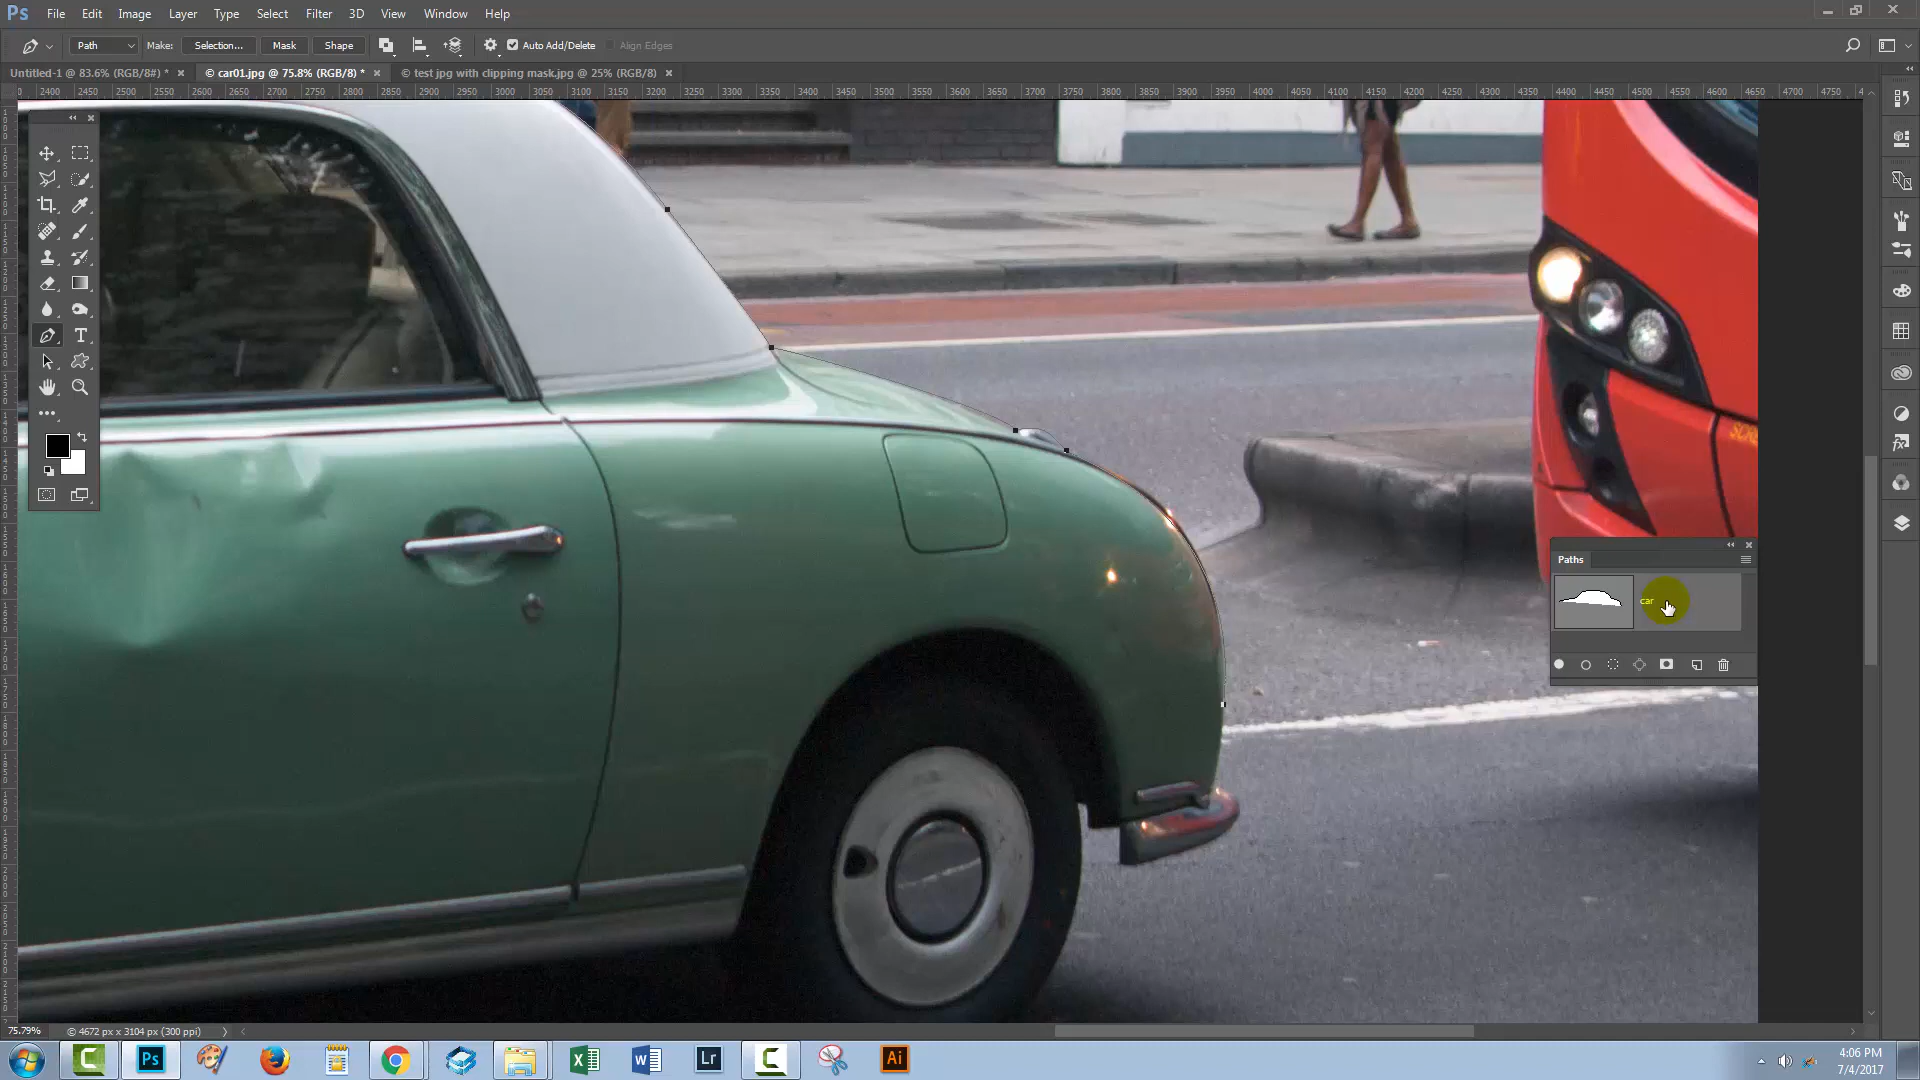 Ps File Edit Image Layer Type Select Filter 3D View Window Help
Path Make: Selection... Mask Shape Auto Add/Delete Align Edges
Untitled-1 @ 83.6% (RGB/8#) * × © car01.jpg @ 75.8% (RGB/8) * × © test jpg with clipping mask.jpg @ 25% (RGB/8) ×
2400 2450 2500 2550 2600 2650 2700 2750 2800 2850 2900 2950 3000 3050 3100 3150 3200 3250 3300 3350 3400 3450 3500 3550 3600 3650 3700 3750 3800 3850 3900 3950 4000 4050 4100 4150 4200 4250 4300 4350 4400 4450 4500 4550 4600 4650 4700 4750 4
Paths
car
75.79% © 4672 px x 3104 px (300 ppi)
Ps Lr Ai
4:06 PM
7/4/2017